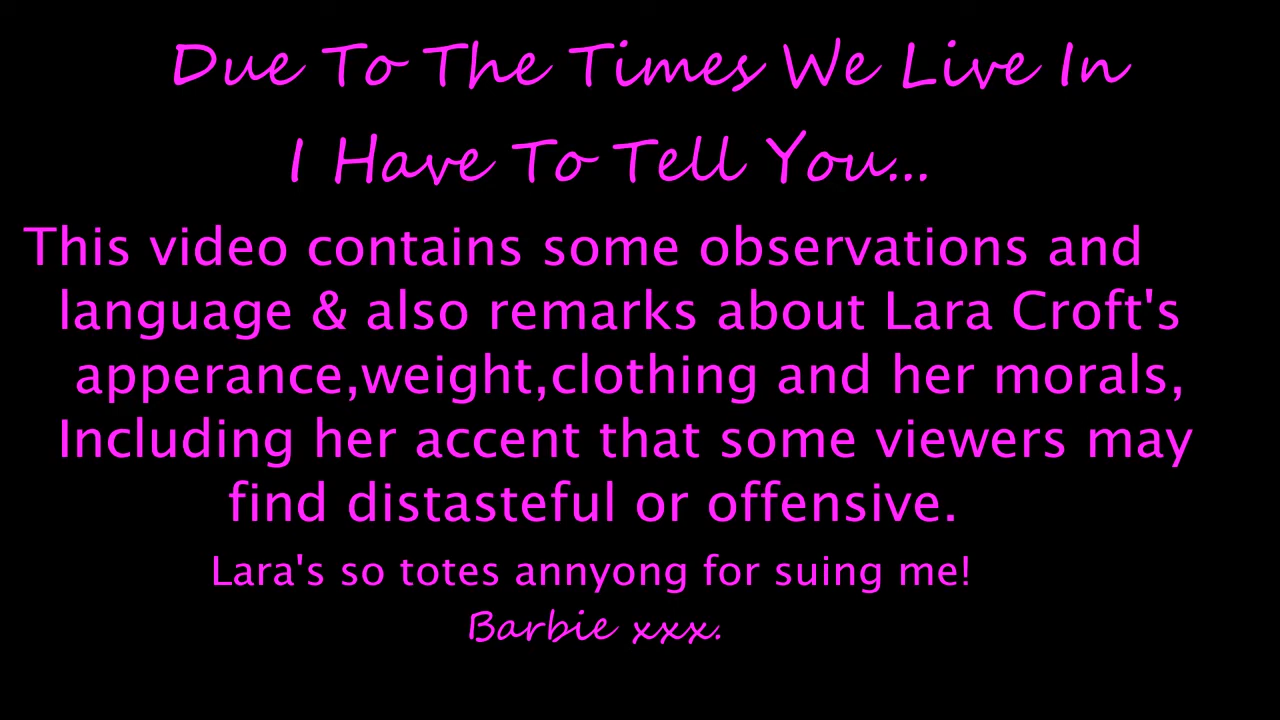 Due To The Times We Live In
I Have To Tell You...
This video contains some observations and
language & also remarks about Lara Croft's
apperance,weight,clothing and her morals,
Including her accent that some viewers may
find distasteful or offensive.
Lara's so totes annyong for suing me!
Barbie xxx.